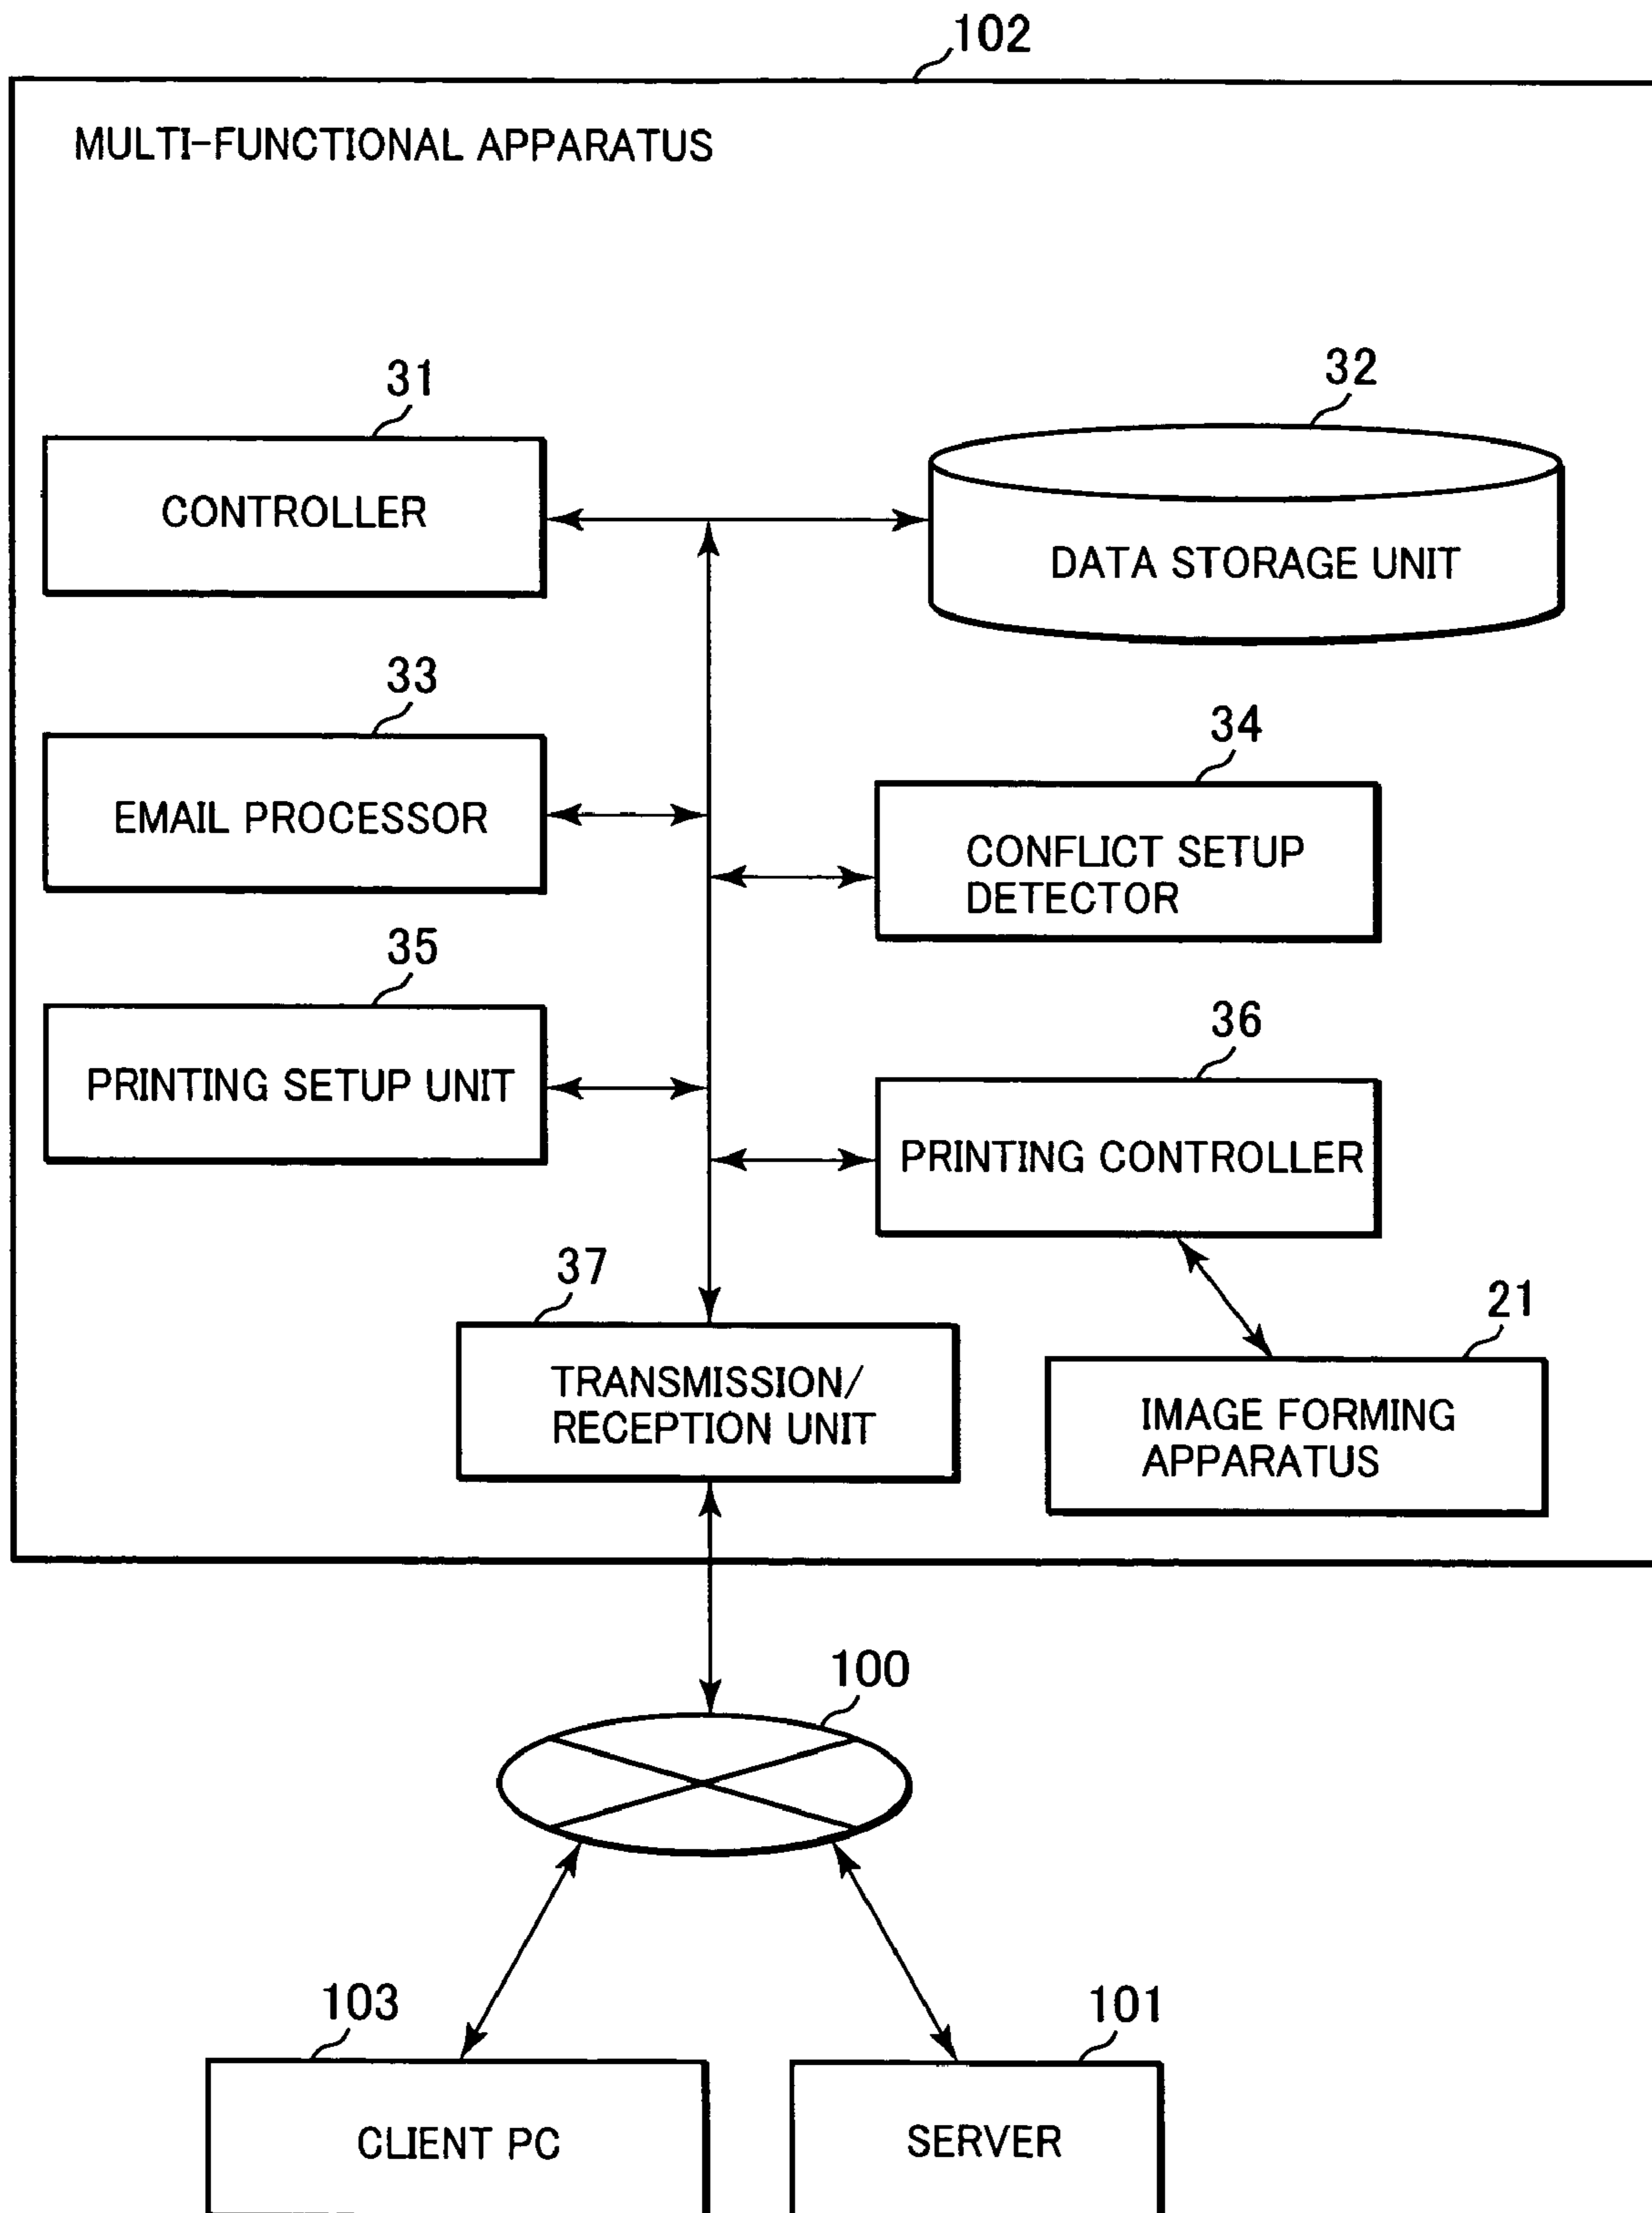 102
MULTI-FUNCTIONAL APPARATUS
31
CONTROLLER
32
DATA STORAGE UNIT
33
EMAIL PROCESSOR
34
CONFLICT SETUP
DETECTOR
35
PRINTING SETUP UNIT
36
PRINTING CONTROLLER
37
TRANSMISSION/
RECEPTION UNIT
21
IMAGE FORMING
APPARATUS
100
103
CLIENT PC
101
SERVER